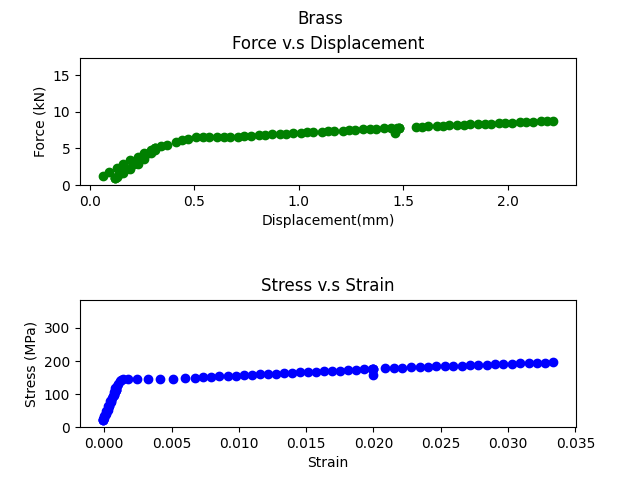 Brass
Force v.s Displacement
Force (kN)
15
10
5
0
0.0 0.5 1.0 1.5 2.0
Displacement(mm)
Stress v.s Strain
Stress (MPa)
300
200
100
0
0.000 0.005 0.010 0.015 0.020 0.025 0.030 0.035
Strain